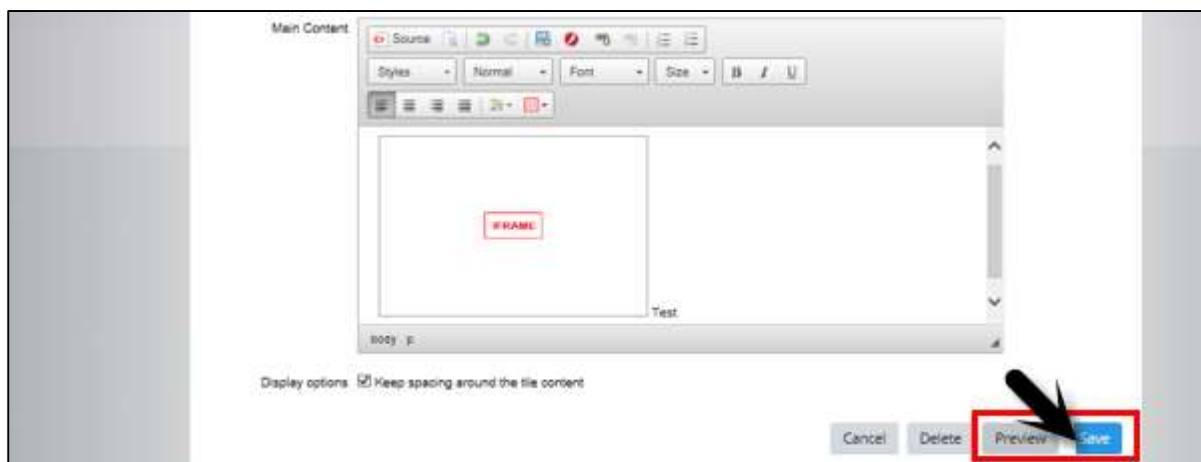 Main Content
Source
Styles Normal Font Size B I U
IFRAME
Test
body p
Display options Keep spacing around the tile content
Cancel Delete Preview Save